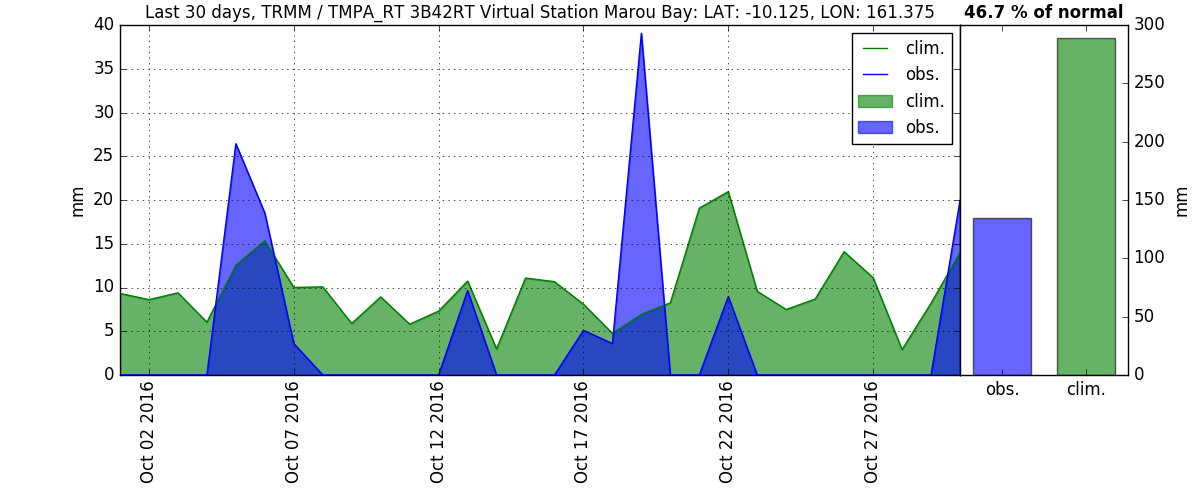 Last 30 days, TRMM / TMPA_RT 3B42RT Virtual Station Marou Bay: LAT: -10.125, LON: 161.375
46.7 % of normal
40
35
30
25
20
15
10
5
0
mm
clim.
obs.
clim.
obs.
300
250
200
150
100
50
0
mm
obs.
clim.
Oct 02 2016
Oct 07 2016
Oct 12 2016
Oct 17 2016
Oct 22 2016
Oct 27 2016